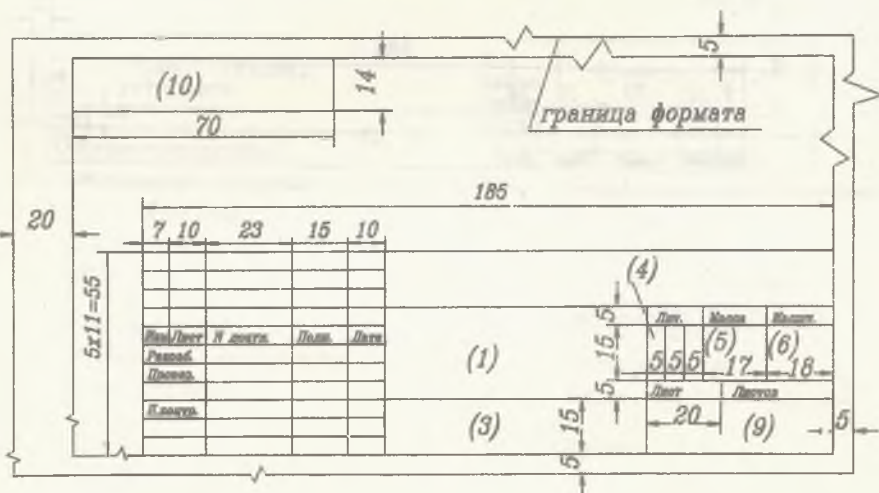 5
(10)
14
70
граница формата
185
20
7 10 23 15 10
5x11=55
(4)
5 Лит. Масса Масшт.
Изм Лист N докум. Подп. Дата
15 (5) (6)
Разраб.
(1)
5 5 5 17 18
Провер.
5 Лист Листов
Н.контр.
15 20
(3) (9) 5
5